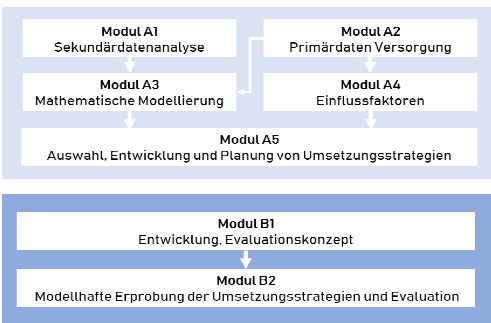 Modul A1
Sekundärdatenanalyse
Modul A2
Primärdaten Versorgung
Modul A3
Mathematische Modellierung
Modul A4
Einflussfaktoren
Modul A5
Auswahl, Entwicklung und Planung von Umsetzungsstrategien
Modul B1
Entwicklung, Evaluationskonzept
Modul B2
Modellhafte Erprobung der Umsetzungsstrategien und Evaluation